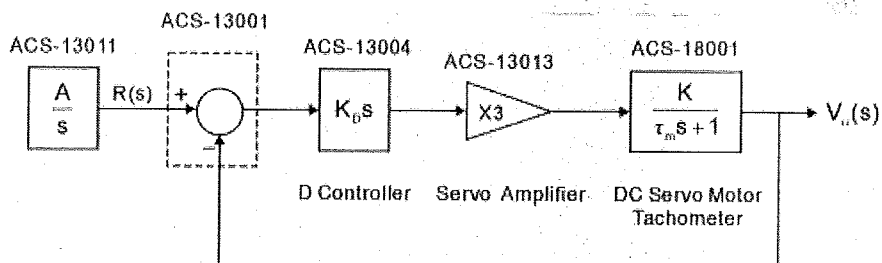 ACS-13001
ACS-13011
ACS-13004
ACS-13013
ACS-18001
A
s
R(s)
+
−
K_D s
X3
K
τ_m s + 1
D Controller
Servo Amplifier
DC Servo Motor
Tachometer